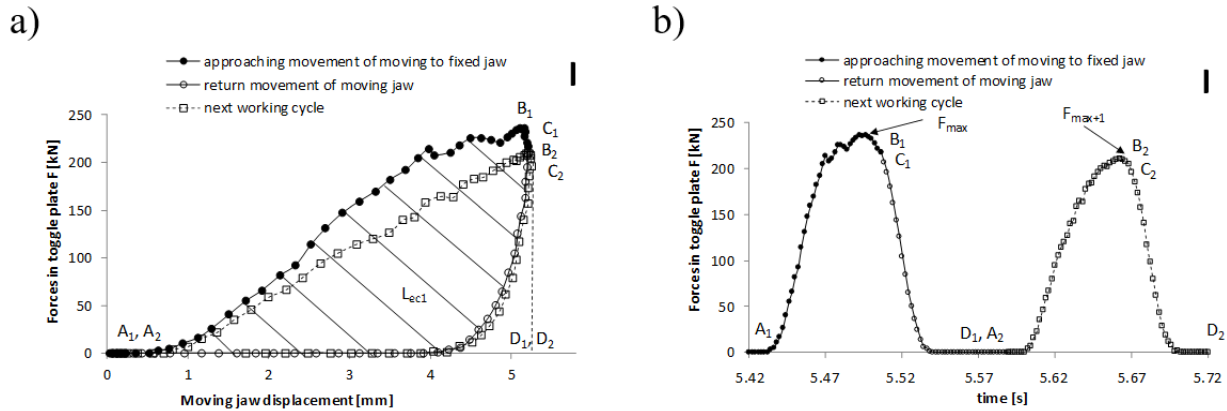 a)
approaching movement of moving to fixed jaw
return movement of moving jaw
next working cycle
Forces in toggle plate F [kN]
250
200
150
100
50
0
B1
C1
B2
C2
Lec1
A1, A2
D1, D2
0 1 2 3 4 5
Moving jaw displacement [mm]
b)
approaching movement of moving to fixed jaw
return movement of moving jaw
next working cycle
Forces in toggle plate F [kN]
250
200
150
100
50
0
Fmax
B1
C1
Fmax+1
B2
C2
A1
D1, A2
D2
5.42 5.47 5.52 5.57 5.62 5.67 5.72
time [s]